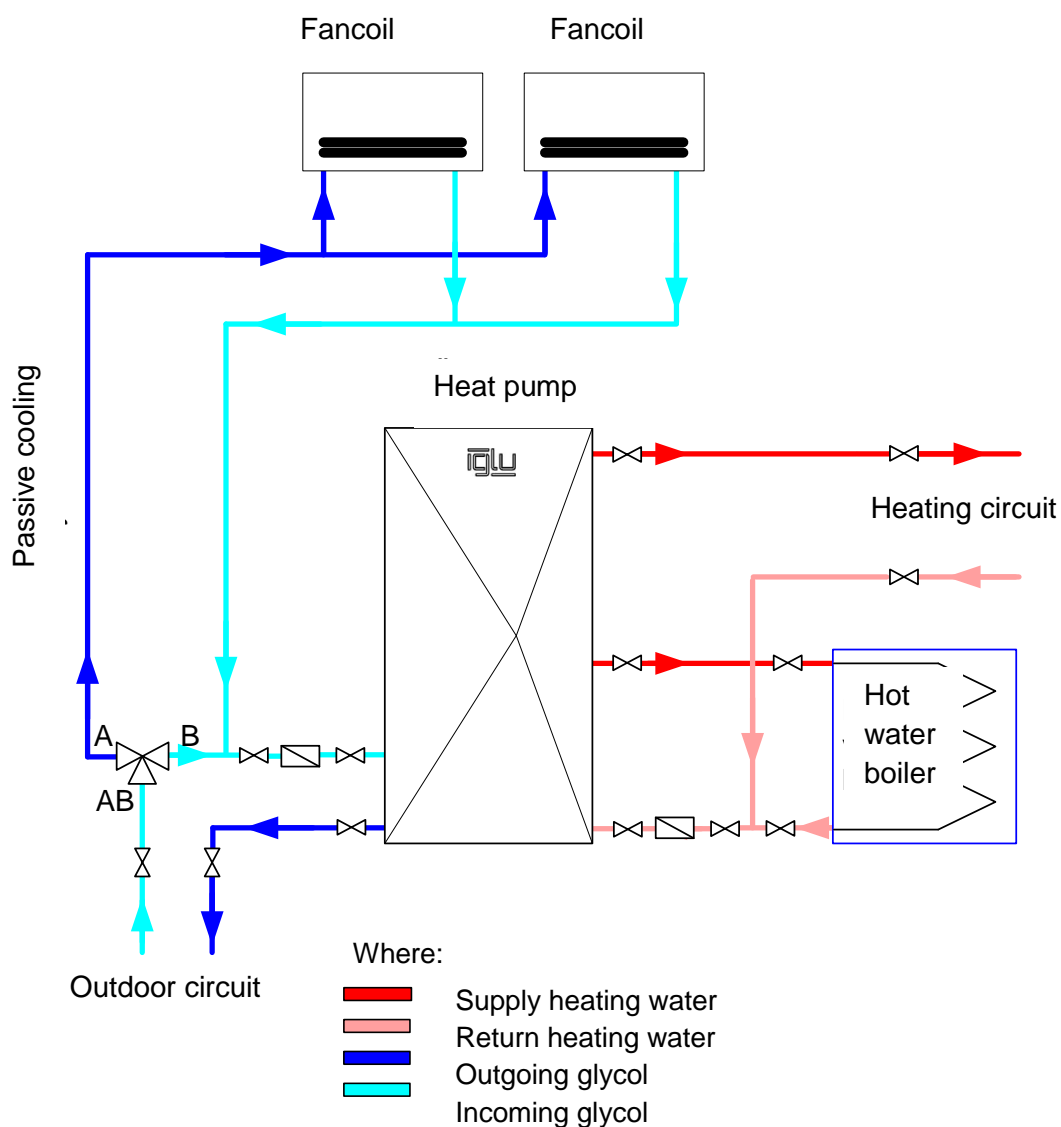 Fancoil
Fancoil
Passive cooling
Heat pump
iglu
Heating circuit
Hot
water
boiler
A
B
AB
Outdoor circuit
Where:
Supply heating water
Return heating water
Outgoing glycol
Incoming glycol